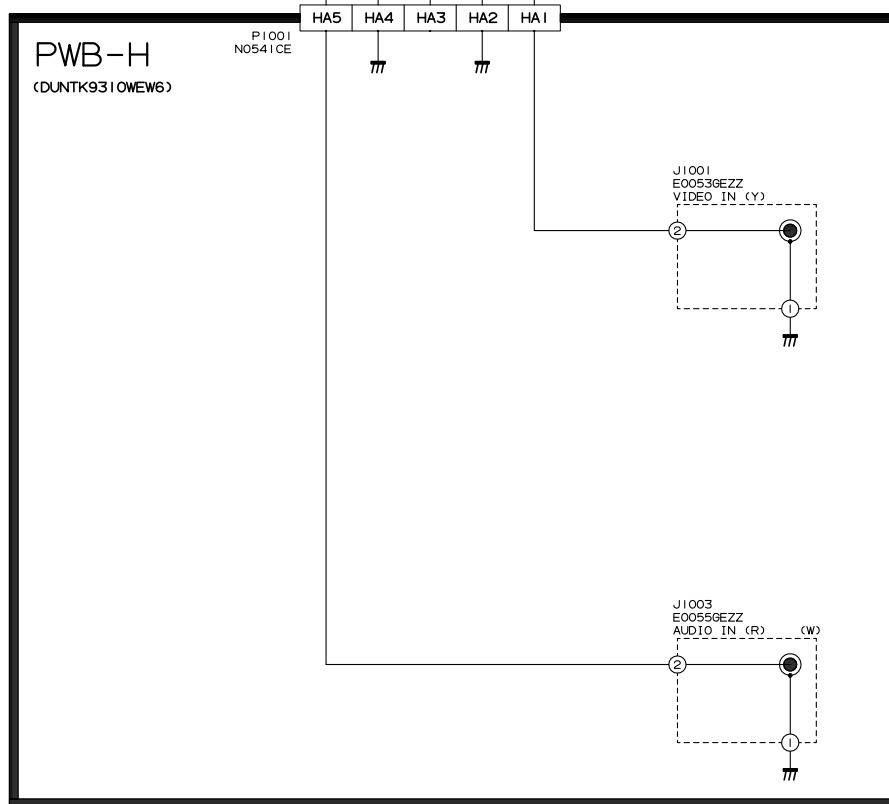 HA5 HA4 HA3 HA2 HA1
P1001
N0541CE
PWB-H
(DUNTK9310WEW6)
J1001
E0053GEZZ
VIDEO IN (Y)
2
1
J1003
E0055GEZZ
AUDIO IN (R) (W)
2
1